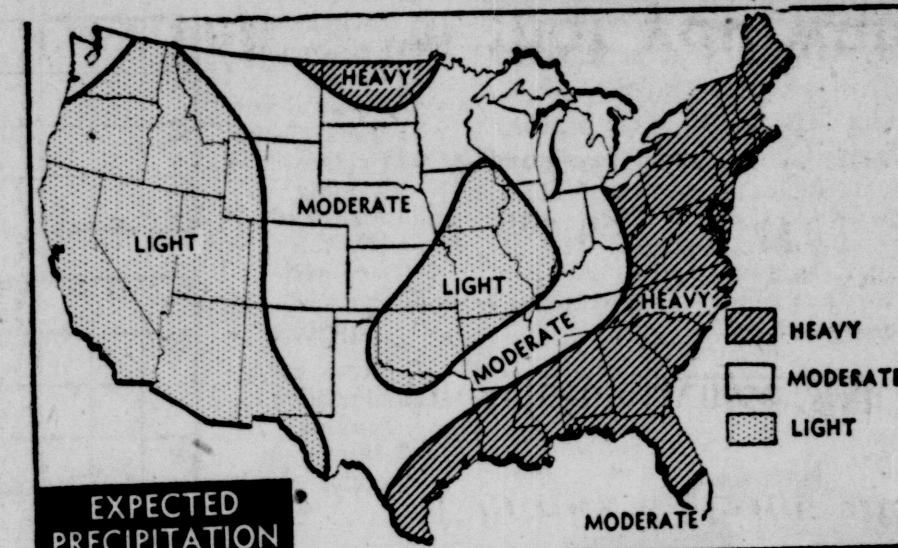 HEAVY
MODERATE
LIGHT
LIGHT
HEAVY
MODERATE
HEAVY
MODERATE
LIGHT
EXPECTED
PRECIPITATION
MODERATE